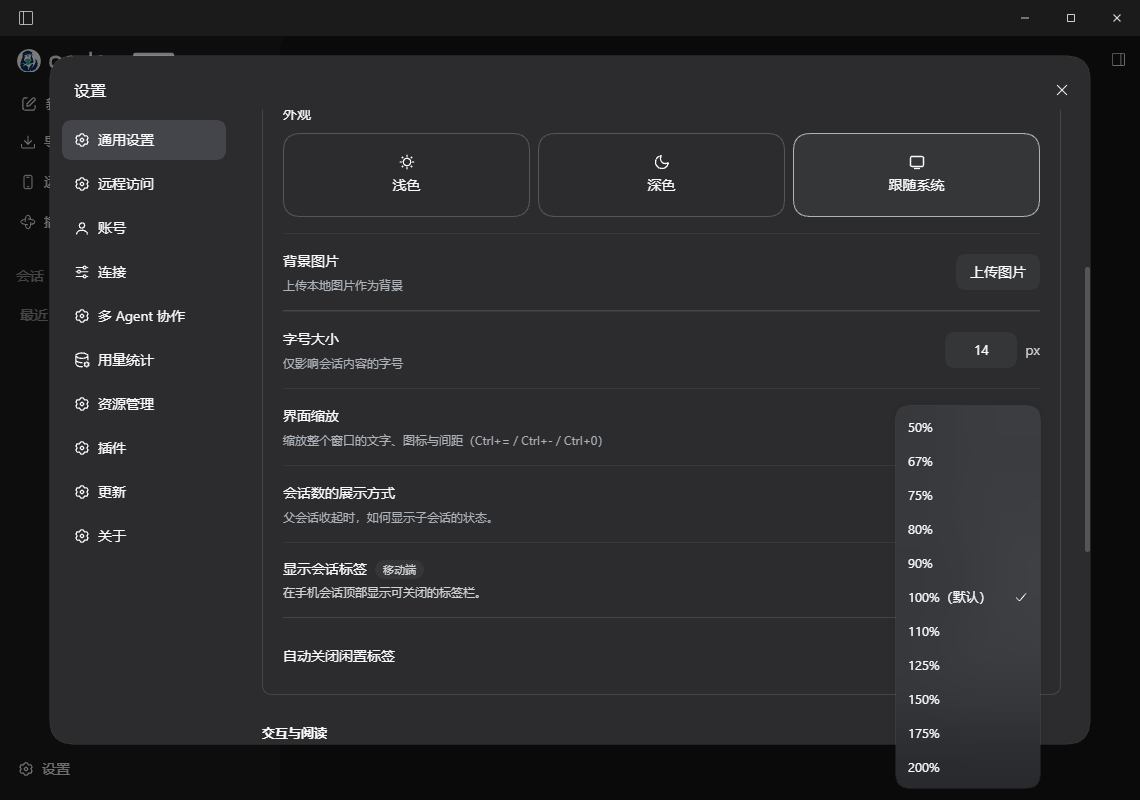 设置
通用设置
远程访问
账号
连接
多 Agent 协作
用量统计
资源管理
插件
更新
关于
外观
浅色
深色
跟随系统
背景图片
上传本地图片作为背景
上传图片
字号大小
仅影响会话内容的字号
14 px
界面缩放
缩放整个窗口的文字、图标与间距（Ctrl+= / Ctrl+- / Ctrl+0）
会话数的展示方式
父会话收起时，如何显示子会话的状态。
显示会话标签 移动端
在手机会话顶部显示可关闭的标签栏。
自动关闭闲置标签
交互与阅读
50%
67%
75%
80%
90%
100%（默认）
110%
125%
150%
175%
200%
会话
最近
设置